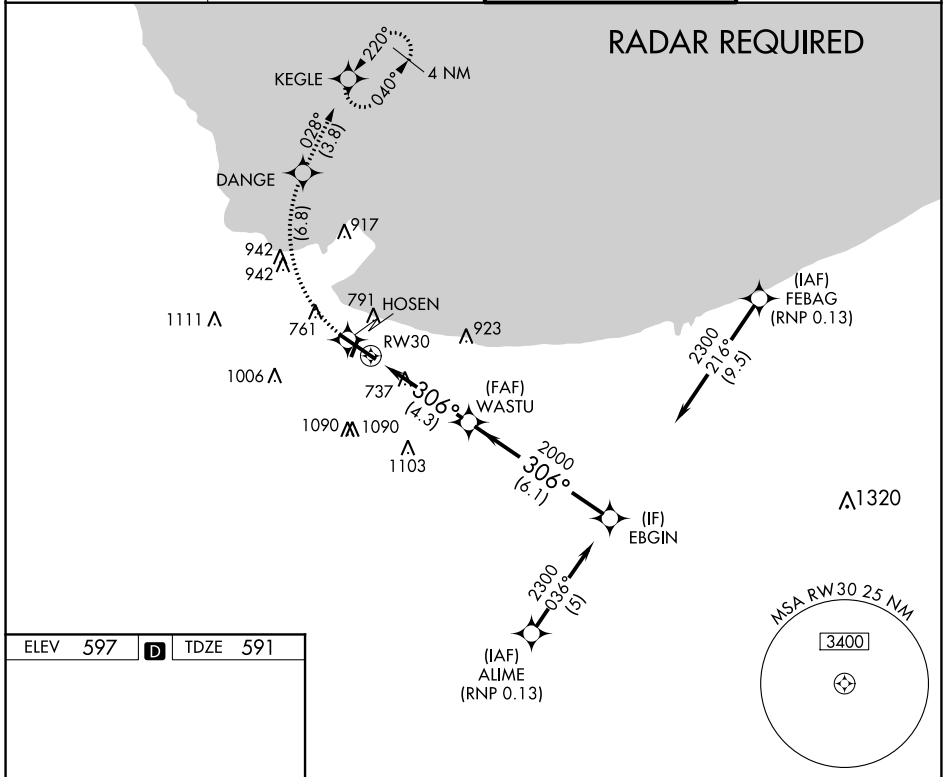 RADAR REQUIRED
220°
KEGLE
4 NM
040°
028°
(3.8)
DANGE
(6.8)
917
942
942
(IAF)
FEBAG
(RNP 0.13)
791
HOSEN
1111
761
923
RW30
2300
216°
(9.5)
1006
737
306°
(4.3)
(FAF)
WASTU
1090
1090
1103
2000
306°
(6.1)
1320
(IF)
EBGIN
2300
036°
(5)
MSA RW30 25 NM
3400
(IAF)
ALIME
(RNP 0.13)
ELEV 597 D TDZE 591